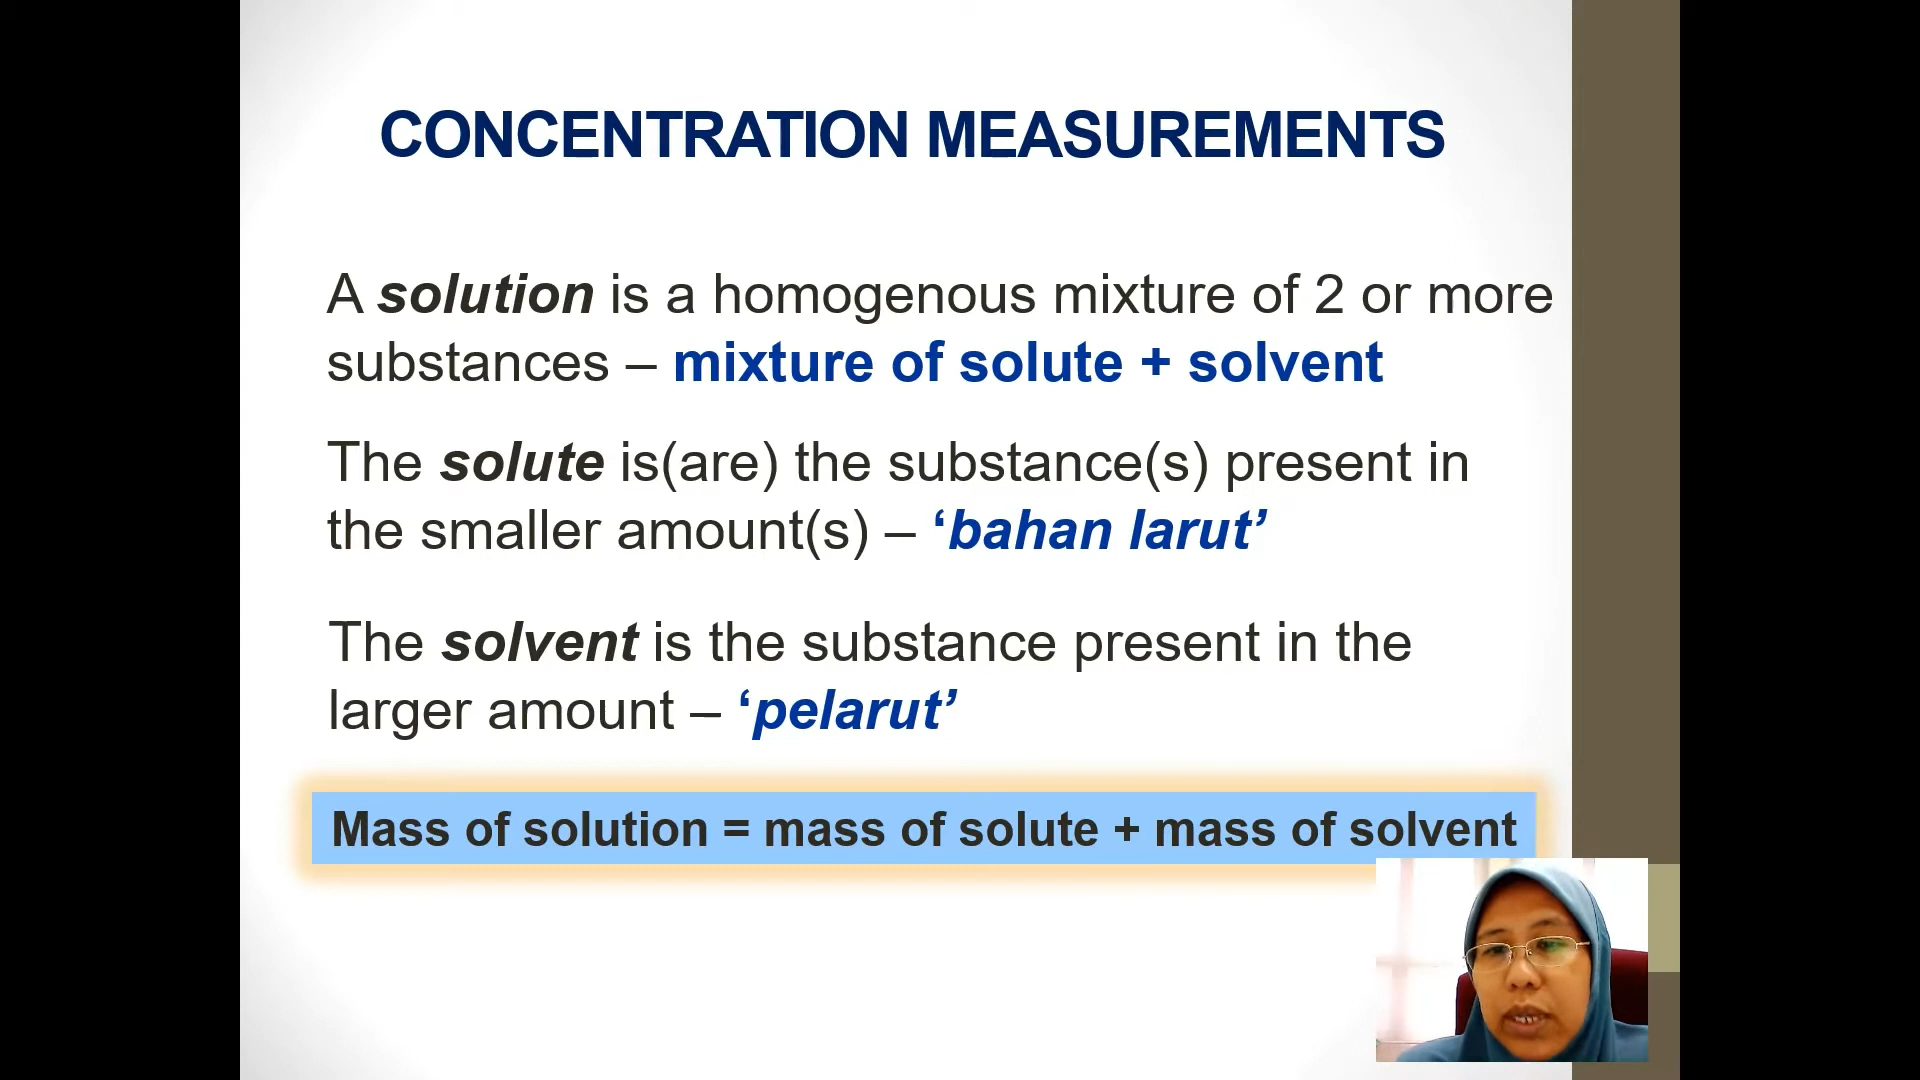 CONCENTRATION MEASUREMENTS
A solution is a homogenous mixture of 2 or more
substances – mixture of solute + solvent
The solute is(are) the substance(s) present in
the smaller amount(s) – ‘bahan larut’
The solvent is the substance present in the
larger amount – ‘pelarut’
Mass of solution = mass of solute + mass of solvent